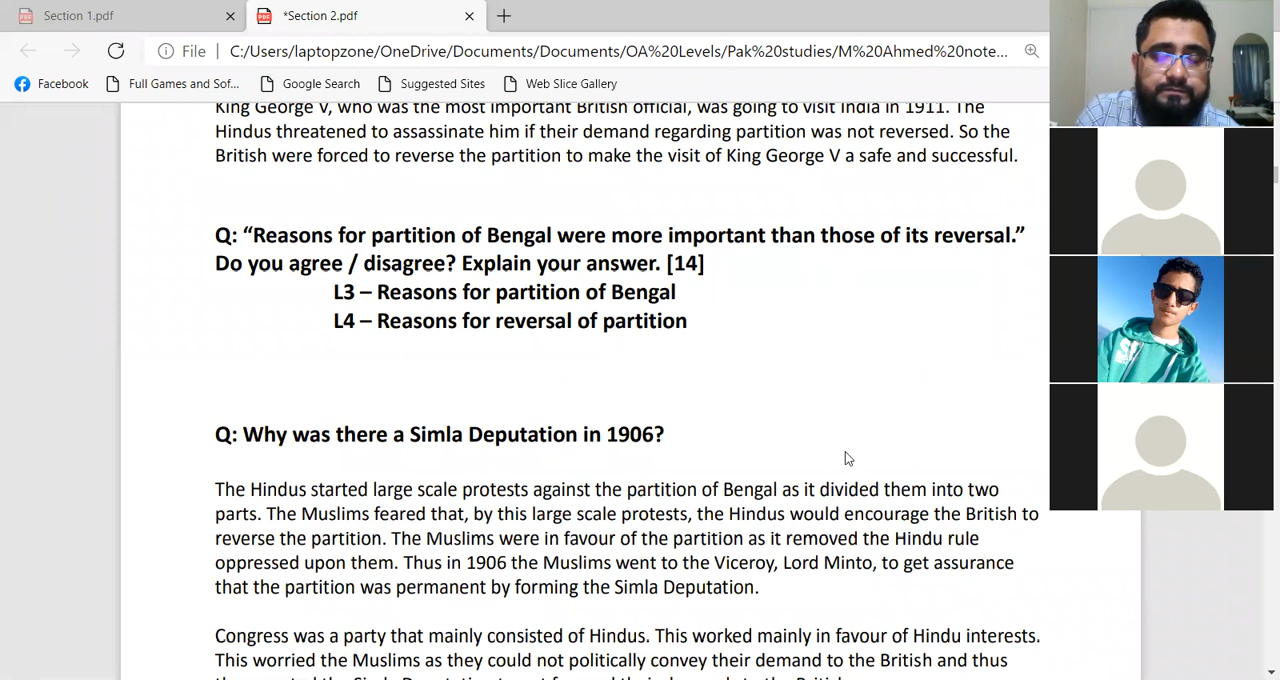 Section 1.pdf
*Section 2.pdf
File
C:/Users/laptopzone/OneDrive/Documents/Documents/OA%20Levels/Pak%20studies/M%20Ahmed%20note...
Facebook
Full Games and Sof...
Google Search
Suggested Sites
Web Slice Gallery
King George V, who was the most important British official, was going to visit India in 1911. The
Hindus threatened to assassinate him if their demand regarding partition was not reversed. So the
British were forced to reverse the partition to make the visit of King George V a safe and successful.
Q: “Reasons for partition of Bengal were more important than those of its reversal.”
Do you agree / disagree? Explain your answer. [14]
L3 – Reasons for partition of Bengal
L4 – Reasons for reversal of partition
Q: Why was there a Simla Deputation in 1906?
The Hindus started large scale protests against the partition of Bengal as it divided them into two
parts. The Muslims feared that, by this large scale protests, the Hindus would encourage the British to
reverse the partition. The Muslims were in favour of the partition as it removed the Hindu rule
oppressed upon them. Thus in 1906 the Muslims went to the Viceroy, Lord Minto, to get assurance
that the partition was permanent by forming the Simla Deputation.
Congress was a party that mainly consisted of Hindus. This worked mainly in favour of Hindu interests.
This worried the Muslims as they could not politically convey their demand to the British and thus